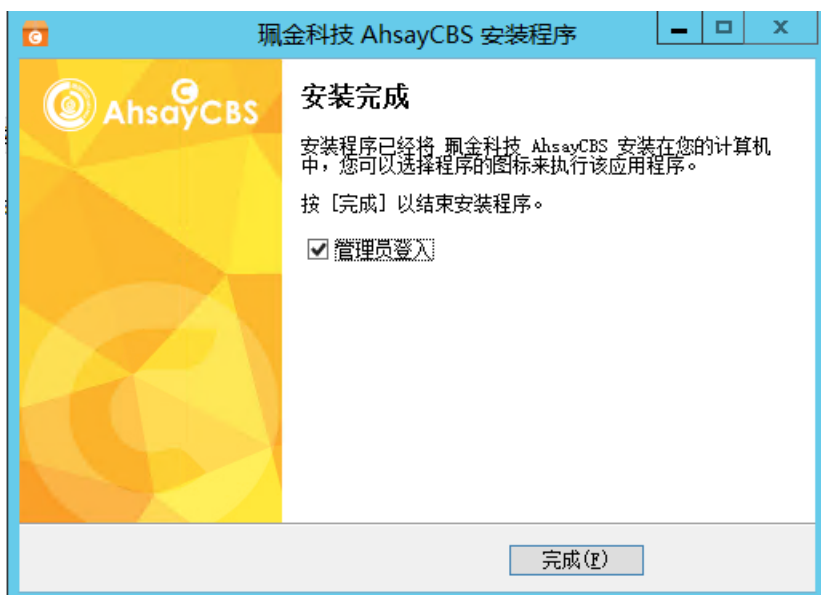 珮金科技 AhsayCBS 安装程序
AhsayCBS
安装完成
安装程序已经将 珮金科技 AhsayCBS 安装在您的计算机
中，您可以选择程序的图标来执行该应用程序。
按 [完成] 以结束安装程序。
管理员登入
完成(F)